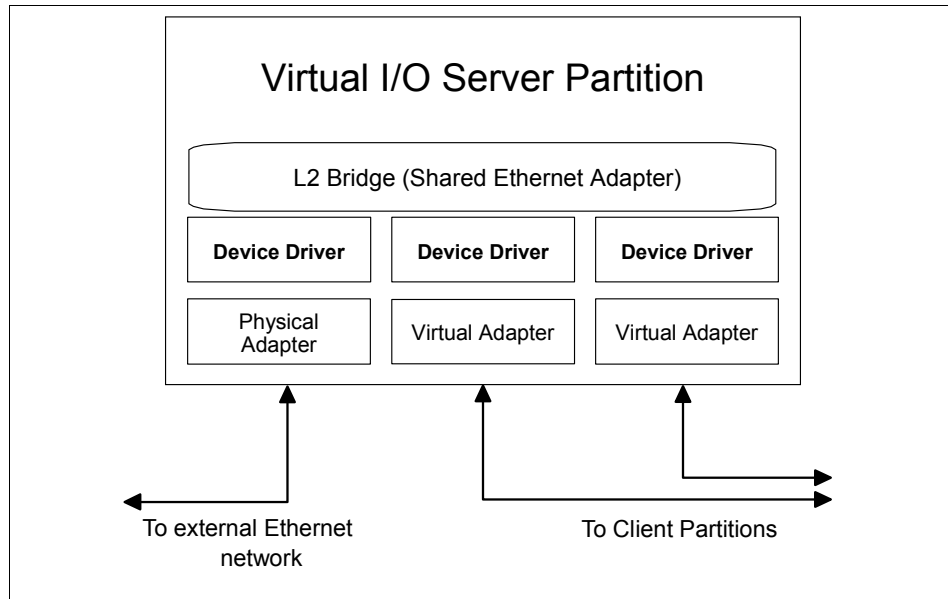 Virtual I/O Server Partition
L2 Bridge (Shared Ethernet Adapter)
Device Driver
Device Driver
Device Driver
Physical
Adapter
Virtual Adapter
Virtual Adapter
To external Ethernet
network
To Client Partitions